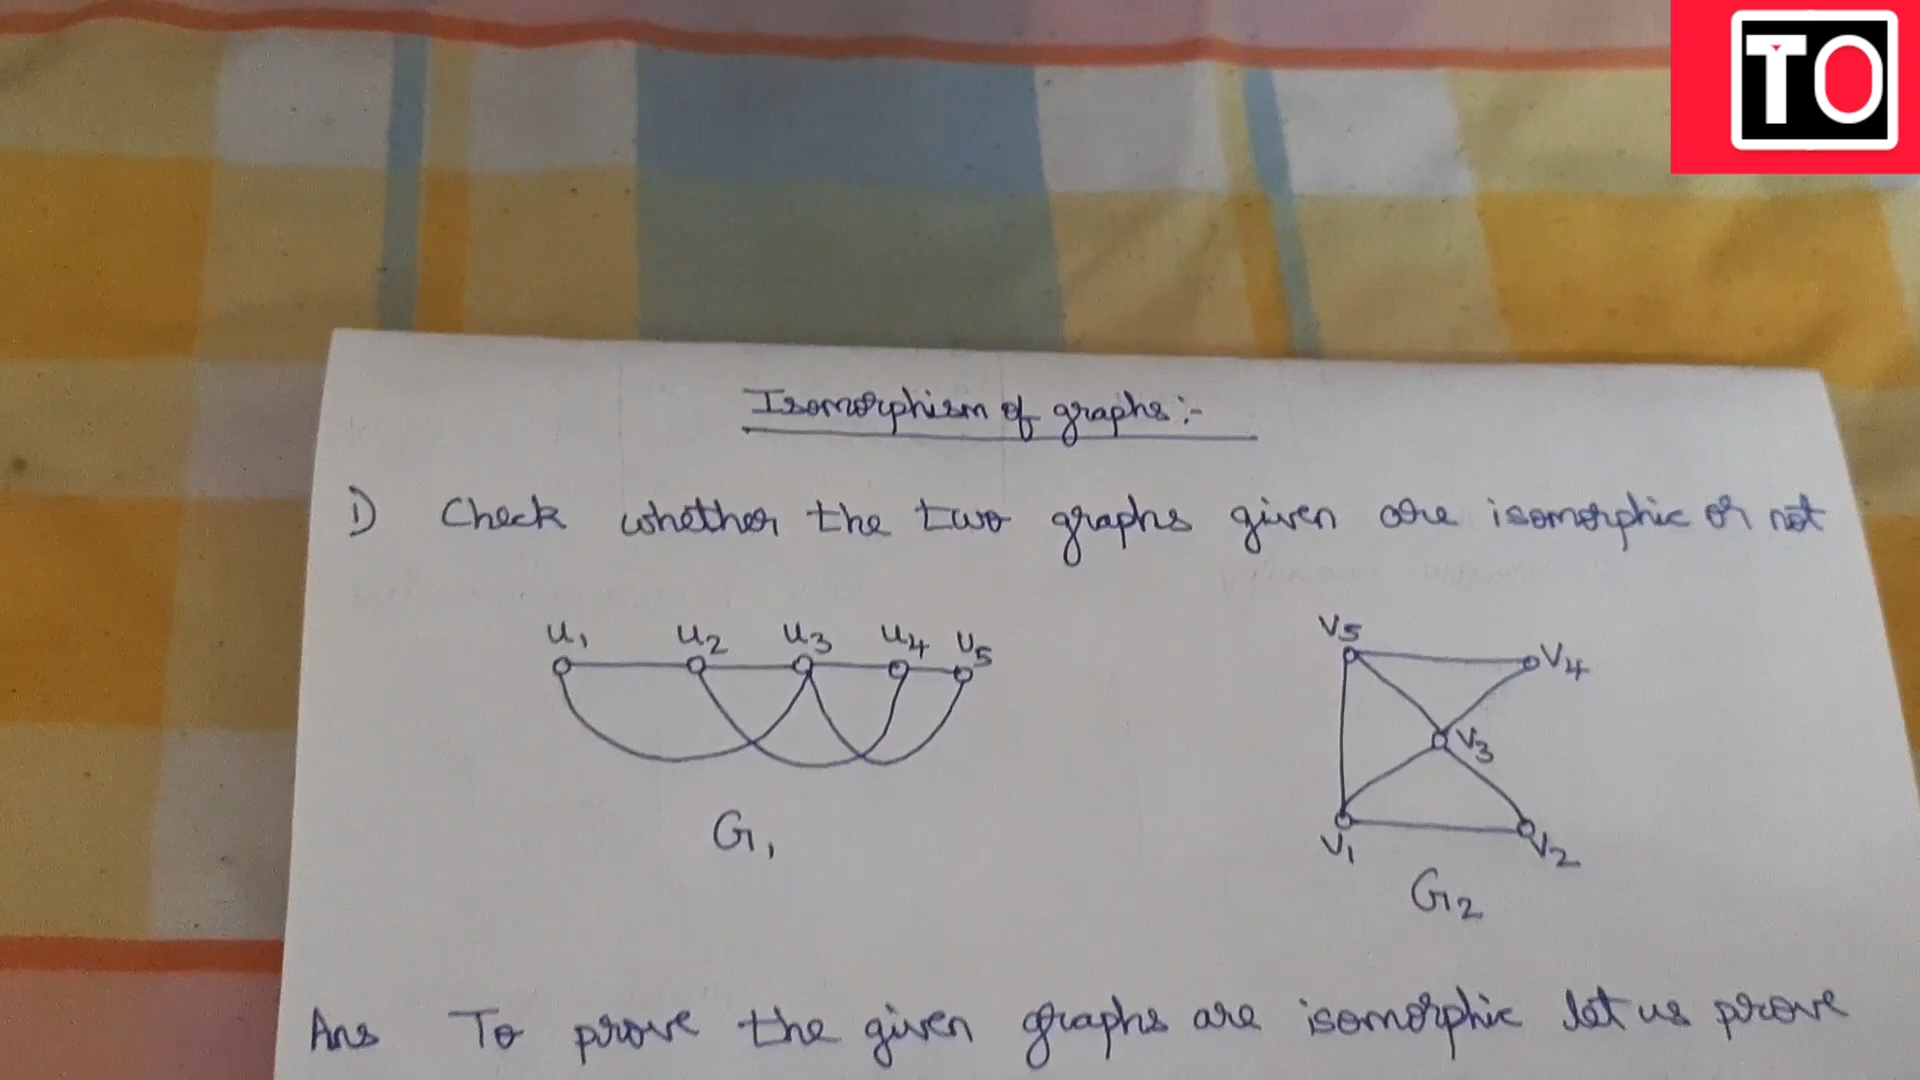 TO
Isomorphism of graphs :-
1) Check whether the two graphs given are isomorphic or not
u1 u2 u3 u4 u5
G1
v5 v4
v3
v1 v2
G2
Ans To prove the given graphs are isomorphic let us prove